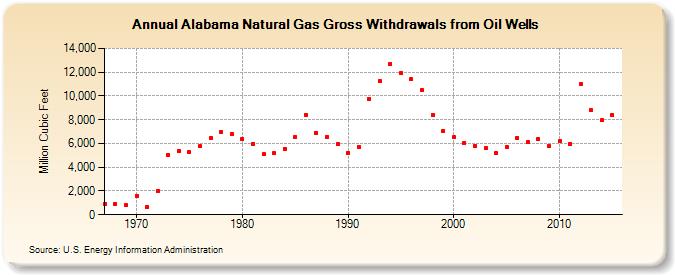 Annual Alabama Natural Gas Gross Withdrawals from Oil Wells
Million Cubic Feet
14,000
12,000
10,000
8,000
6,000
4,000
2,000
0
1970 1980 1990 2000 2010
Source: U.S. Energy Information Administration